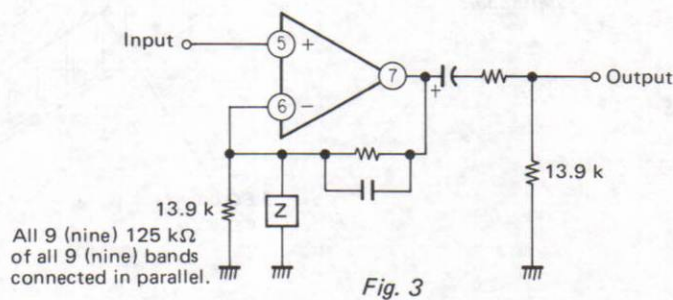 Input
5
+
7
+
Output
6
−
13.9 k
Z
13.9 k
All 9 (nine) 125 kΩ
of all 9 (nine) bands
connected in parallel.
Fig. 3